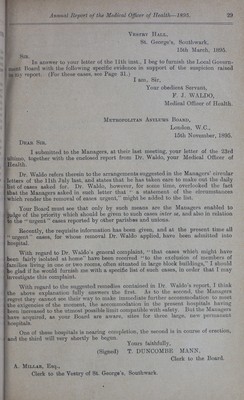 Annual Report of the Medical Officer of Health—1895. 29
VESTRY HALL,
St. George's, Southwark,
13th March, 1895.
SIR,
In answer to your letter of the 11th inst., I beg to furnish the Local Govern-
ment Board with the following specific evidence in support of the suspicion raised
in my report. (For these cases, see Page 21.)
I am, Sir,
Your obedient Servant,
F. J. WALDO,
Medical Officer of Health.
METROPOLITAN ASYLUMS BOARD,
London, W.C.,
13th November, 1895.
DEAR SIR,
I submitted to the Managers, at their last meeting, your letter of the 23rd
ultimo, together with the enclosed report from Dr. Waldo, your Medical Officer of
Health.
Dr. Waldo refers therein to the arrangements suggested in the Managers' circular
letters of the 11th July last, and states that he has taken care to make out the daily
list of cases asked for. Dr. Waldo, however, for some time, overlooked the fact
that the Managers asked in such letter that "a statement of the circumstances
which render the removal of cases urgent," might be added to the list.
Your Board must see that only by such means are the Managers enabled to
judge of the priority which should be given to such cases inter se, and also in relation
to the "urgent" cases reported by other parishes and unions.
Recently, the requisite information has been given, and at the present time all
"urgent" cases, for whose removal Dr. Waldo applied, have been admitted into
hospital.
With regard to Dr. Waldo's general complaint, "that cases which might have
been fairly isolated at home" have been received "to the exclusion of members of
families living in one or two rooms, often situated in large block buildings," I should
be glad if he would furnish me with a specific list of such cases, in order that I may
investigate this complaint.
With regard to the suggested remedies contained in Dr. Waldo's report, I think
the above explanation fully answers the first. As to the second, the Managers
regret they cannot see their way to make immediate further accommodation to meet
the exigencies of the moment, the accommodation in the present hospitals having
been increased to the utmost possible limit compatible with safety. But the Managers
have acquired, as your Board are aware, sites for three large, new permanent
hospitals.
One of these hospitals is nearing completion, the second is in course of erection,
and the third will very shortly be begun.
Yours faithfully,
(Signed) T. DUNCOMBE MANN,
Clerk to the Board.
A. MILLAR, Esq.,
Clerk to the Vestry of St. George's, Southwark.